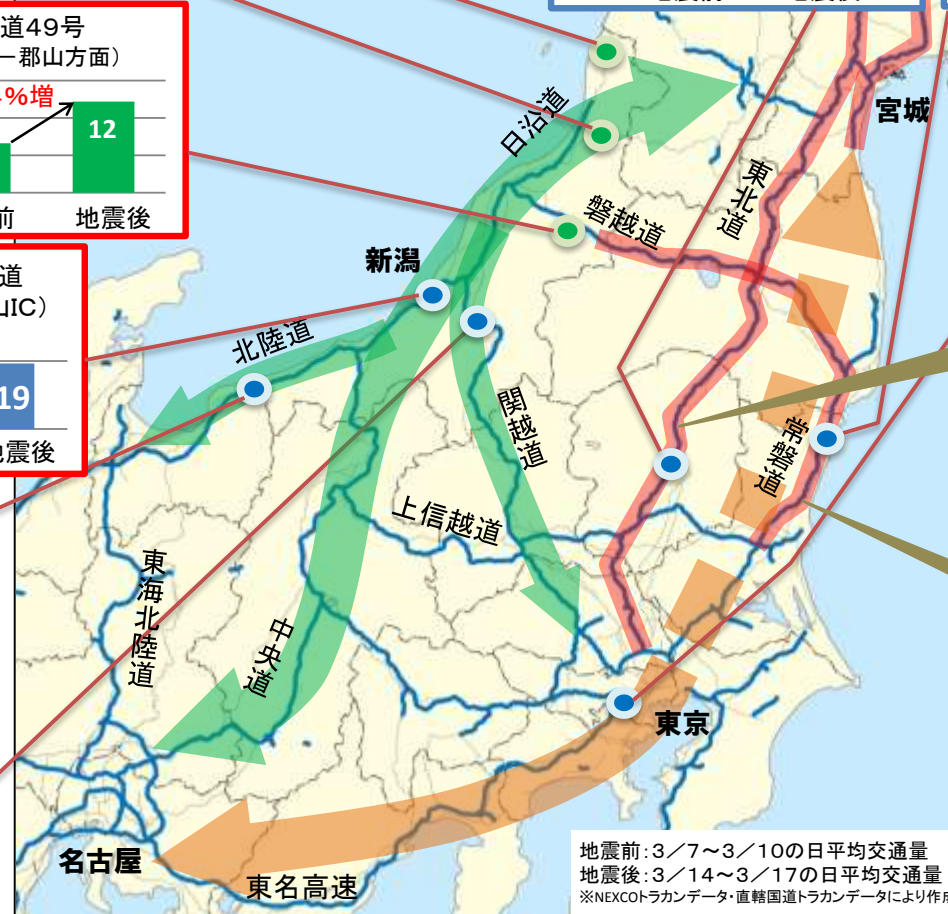 道49号
－郡山方面）
％増
12
前
地震後
道
山IC）
19
地震後
宮城
日沿道
東北道
磐越道
新潟
北陸道
関越道
常磐道
上信越道
東海北陸道
中央道
東京
名古屋
東名高速
地震前：3／7～3／10の日平均交通量
地震後：3／14～3／17の日平均交通量
※NEXCOトラカンデータ・直轄国道トラカンデータにより作成